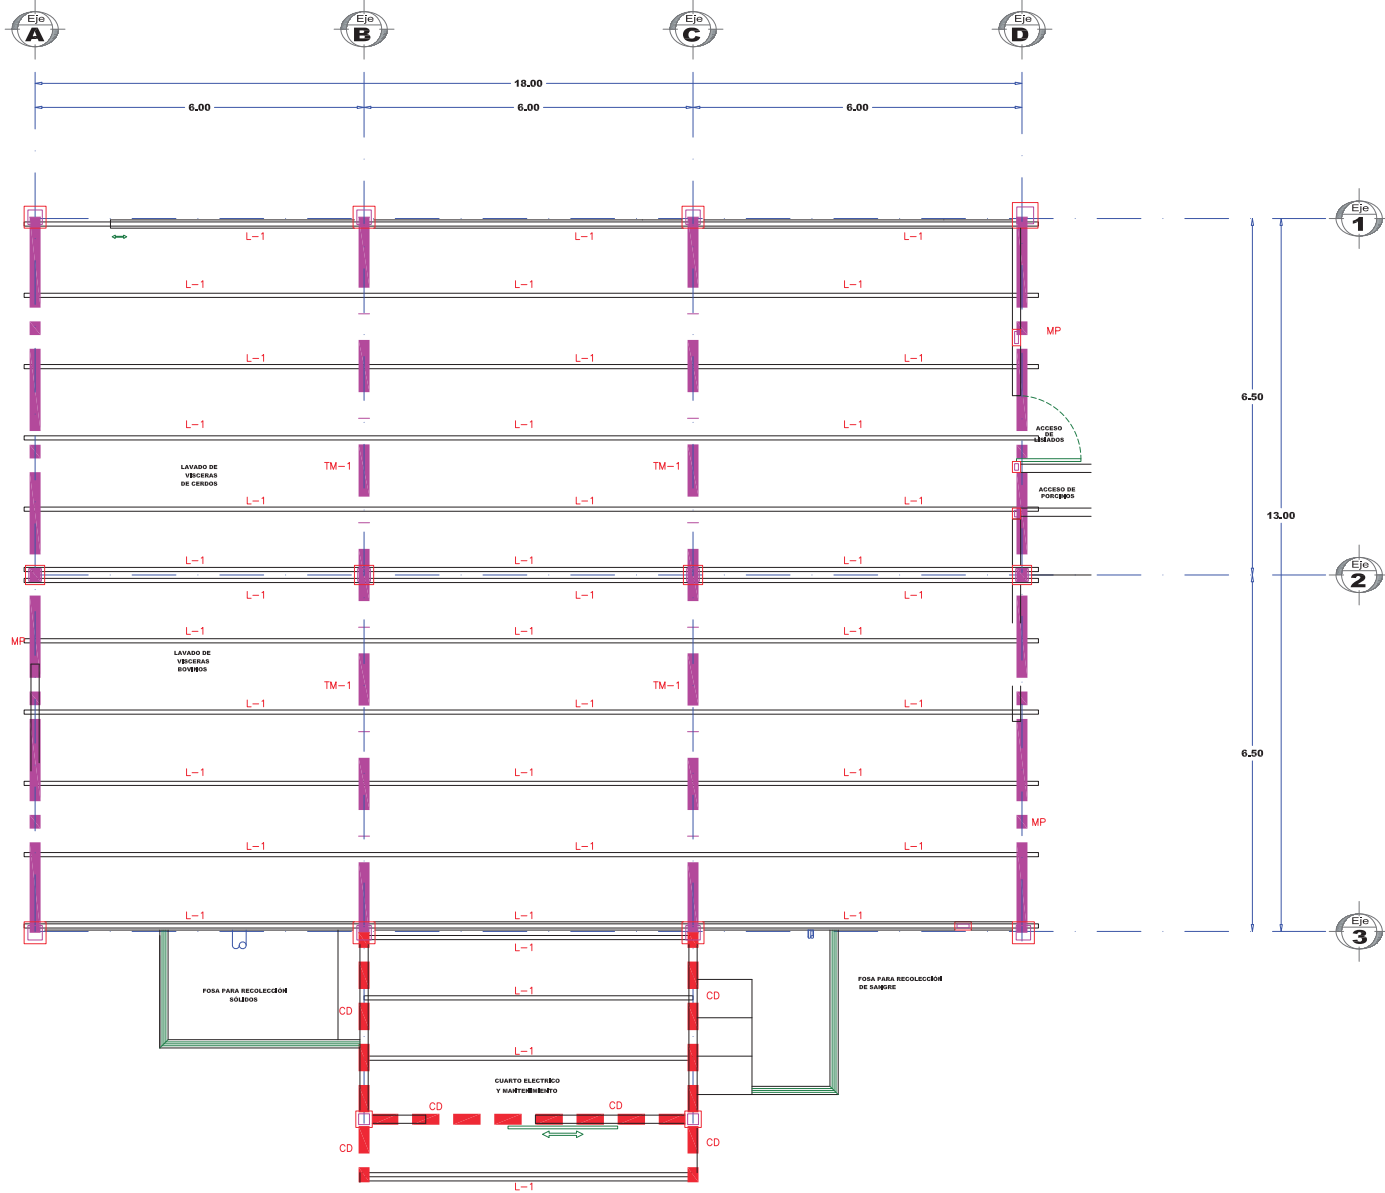 Eje
A
Eje
B
Eje
C
Eje
D
18.00
6.00
6.00
6.00
Eje
1
L-1
L-1
L-1
L-1
L-1
L-1
MP
L-1
L-1
L-1
6.50
L-1
L-1
L-1
ACCESO
DE
LISIADOS
LAVADO DE
VISCERAS
DE CERDOS
TM-1
TM-1
ACCESO DE
PORCINOS
L-1
L-1
L-1
13.00
L-1
L-1
L-1
Eje
2
L-1
L-1
L-1
MP
L-1
L-1
L-1
LAVADO DE
VISCERAS
BOVINOS
TM-1
TM-1
L-1
L-1
L-1
6.50
L-1
L-1
L-1
MP
L-1
L-1
L-1
L-1
L-1
L-1
Eje
3
L-1
FOSA PARA RECOLECCIÓN
SÓLIDOS
L-1
FOSA PARA RECOLECCIÓN
DE SANGRE
CD
CD
L-1
CUARTO ELECTRICO
Y MANTENIMIENTO
CD
CD
CD
CD
L-1